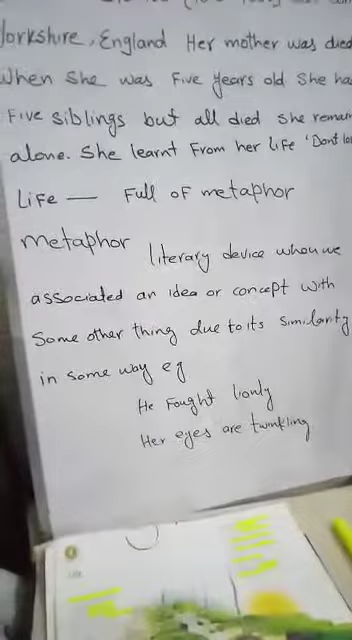 Yorkshire, England Her mother was died
When she was Five years old She ha
Five siblings but all died she remain
alone. She learnt From her life 'Dont lo
Life — Full of metaphor
metaphor literary device when we
associated an idea or concept with
Some other thing due to its similarity
in some way eg
He Fought lionly
Her eyes are twinkling